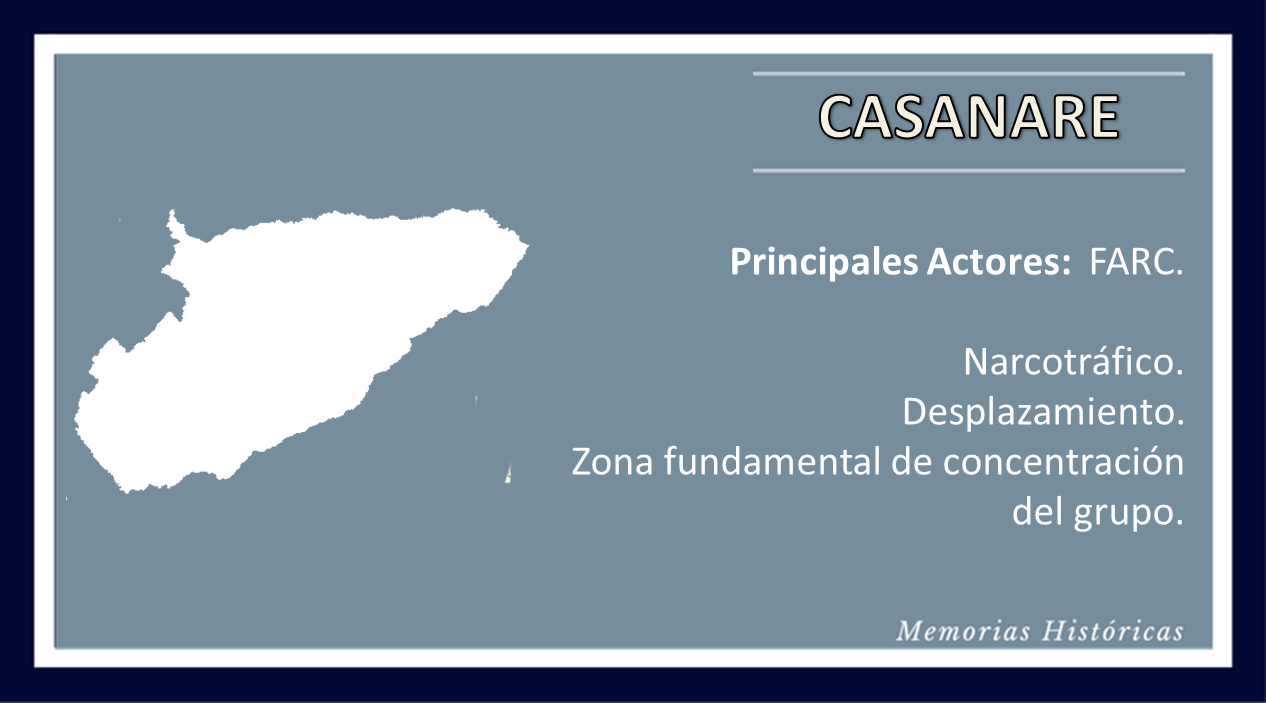 CASANARE
Principales Actores: FARC.
Narcotráfico.
Desplazamiento.
Zona fundamental de concentración
del grupo.
Memorias Históricas